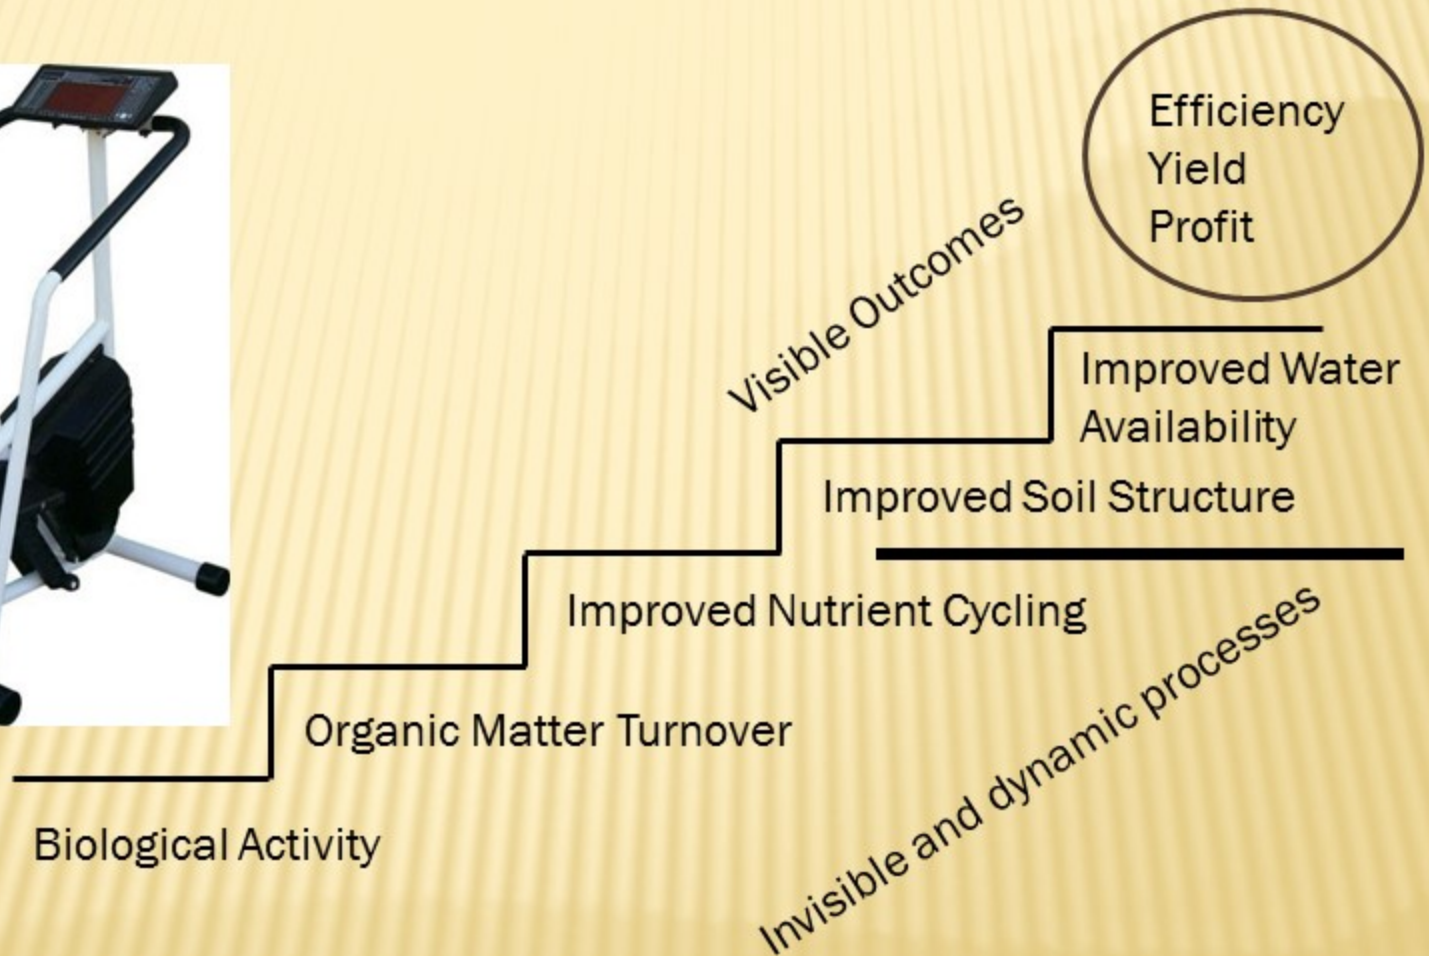 Efficiency
Yield
Profit
Visible Outcomes
Improved Water
Availability
Improved Soil Structure
Improved Nutrient Cycling
Organic Matter Turnover
Biological Activity
Invisible and dynamic processes